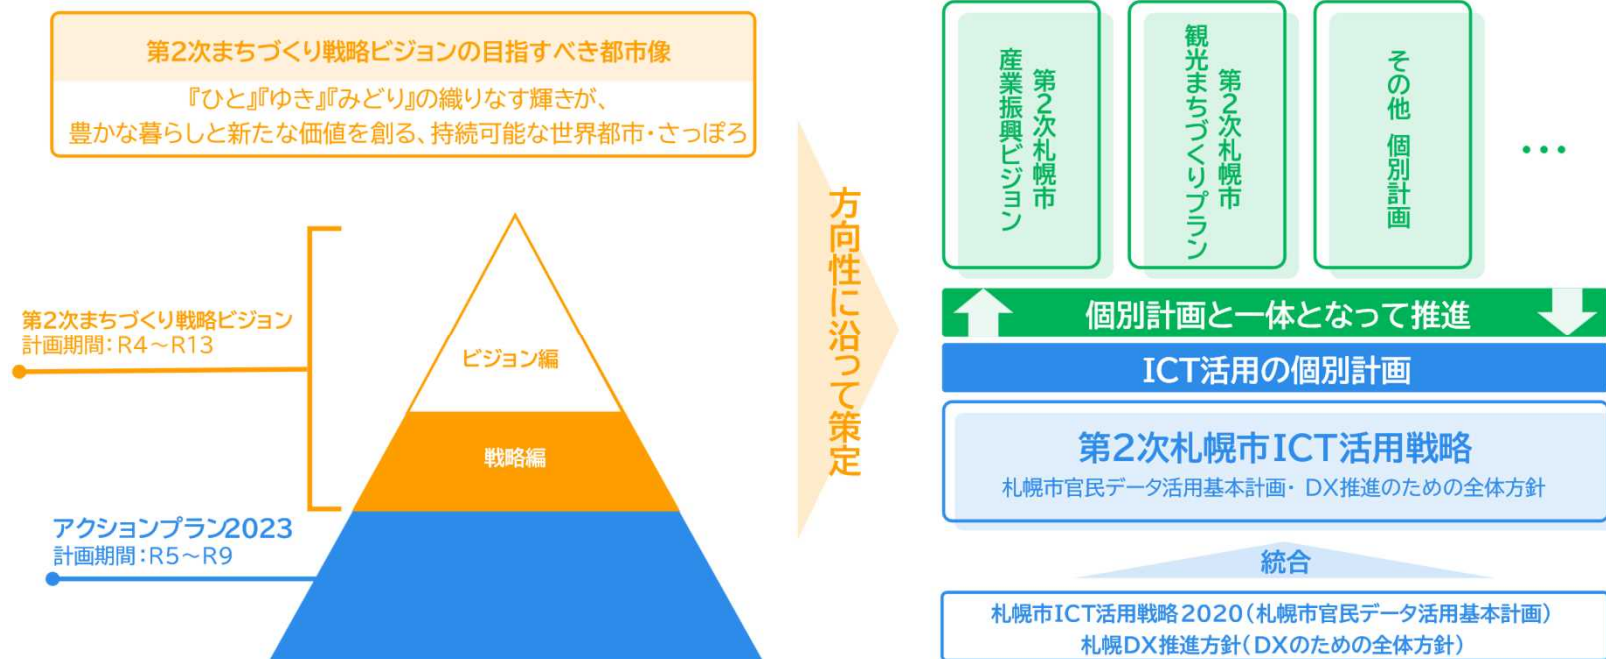 第2次まちづくり戦略ビジョンの目指すべき都市像
『ひと』『ゆき』『みどり』の織りなす輝きが、
豊かな暮らしと新たな価値を創る、持続可能な世界都市・さっぽろ
第2次まちづくり戦略ビジョン
計画期間：R4～R13
ビジョン編
戦略編
アクションプラン2023
計画期間：R5～R9
方向性に沿って策定
第2次札幌市
産業振興ビジョン
第2次札幌市
観光まちづくりプラン
その他 個別計画
…
個別計画と一体となって推進
ICT活用の個別計画
第2次札幌市ICT活用戦略
札幌市官民データ活用基本計画・ DX推進のための全体方針
統合
札幌市ICT活用戦略2020（札幌市官民データ活用基本計画）
札幌DX推進方針（DXのための全体方針）